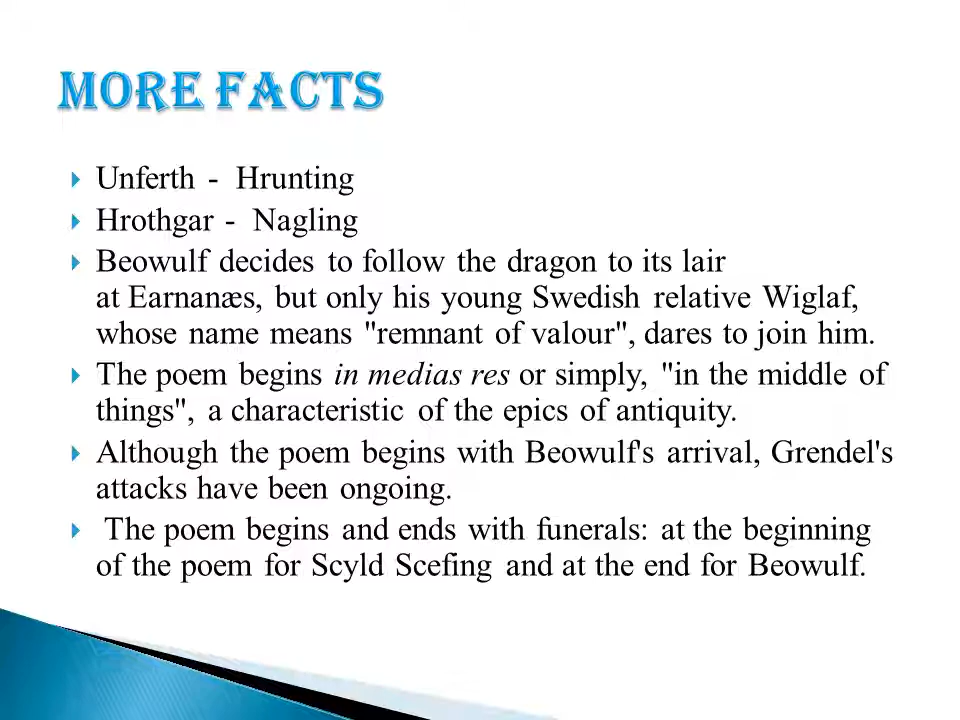 MORE FACTS
Unferth - Hrunting
Hrothgar - Nagling
Beowulf decides to follow the dragon to its lair
at Earnanæs, but only his young Swedish relative Wiglaf,
whose name means "remnant of valour", dares to join him.
The poem begins in medias res or simply, "in the middle of
things", a characteristic of the epics of antiquity.
Although the poem begins with Beowulf's arrival, Grendel's
attacks have been ongoing.
The poem begins and ends with funerals: at the beginning
of the poem for Scyld Scefing and at the end for Beowulf.